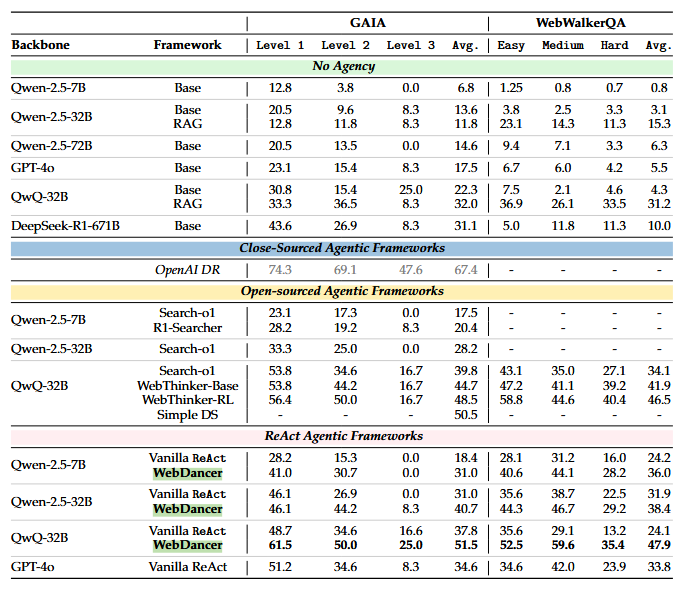 GAIA WebWalkerQA
Backbone Framework Level 1 Level 2 Level 3 Avg. Easy Medium Hard Avg.
No Agency
Qwen-2.5-7B Base 12.8 3.8 0.0 6.8 1.25 0.8 0.7 0.8
Qwen-2.5-32B Base 20.5 9.6 8.3 13.6 3.8 2.5 3.3 3.1
RAG 12.8 11.8 8.3 11.8 23.1 14.3 11.3 15.3
Qwen-2.5-72B Base 20.5 13.5 0.0 14.6 9.4 7.1 3.3 6.3
GPT-4o Base 23.1 15.4 8.3 17.5 6.7 6.0 4.2 5.5
QwQ-32B Base 30.8 15.4 25.0 22.3 7.5 2.1 4.6 4.3
RAG 33.3 36.5 8.3 32.0 36.9 26.1 33.5 31.2
DeepSeek-R1-671B Base 43.6 26.9 8.3 31.1 5.0 11.8 11.3 10.0
Close-Sourced Agentic Frameworks
OpenAI DR 74.3 69.1 47.6 67.4 - - - -
Open-sourced Agentic Frameworks
Qwen-2.5-7B Search-o1 23.1 17.3 0.0 17.5 - - - -
R1-Searcher 28.2 19.2 8.3 20.4 - - - -
Qwen-2.5-32B Search-o1 33.3 25.0 0.0 28.2 - - - -
QwQ-32B Search-o1 53.8 34.6 16.7 39.8 43.1 35.0 27.1 34.1
WebThinker-Base 53.8 44.2 16.7 44.7 47.2 41.1 39.2 41.9
WebThinker-RL 56.4 50.0 16.7 48.5 58.8 44.6 40.4 46.5
Simple DS - - - 50.5 - - - -
ReAct Agentic Frameworks
Qwen-2.5-7B Vanilla ReAct 28.2 15.3 0.0 18.4 28.1 31.2 16.0 24.2
WebDancer 41.0 30.7 0.0 31.0 40.6 44.1 28.2 36.0
Qwen-2.5-32B Vanilla ReAct 46.1 26.9 0.0 31.0 35.6 38.7 22.5 31.9
WebDancer 46.1 44.2 8.3 40.7 44.3 46.7 29.2 38.4
QwQ-32B Vanilla ReAct 48.7 34.6 16.6 37.8 35.6 29.1 13.2 24.1
WebDancer 61.5 50.0 25.0 51.5 52.5 59.6 35.4 47.9
GPT-4o Vanilla ReAct 51.2 34.6 8.3 34.6 34.6 42.0 23.9 33.8